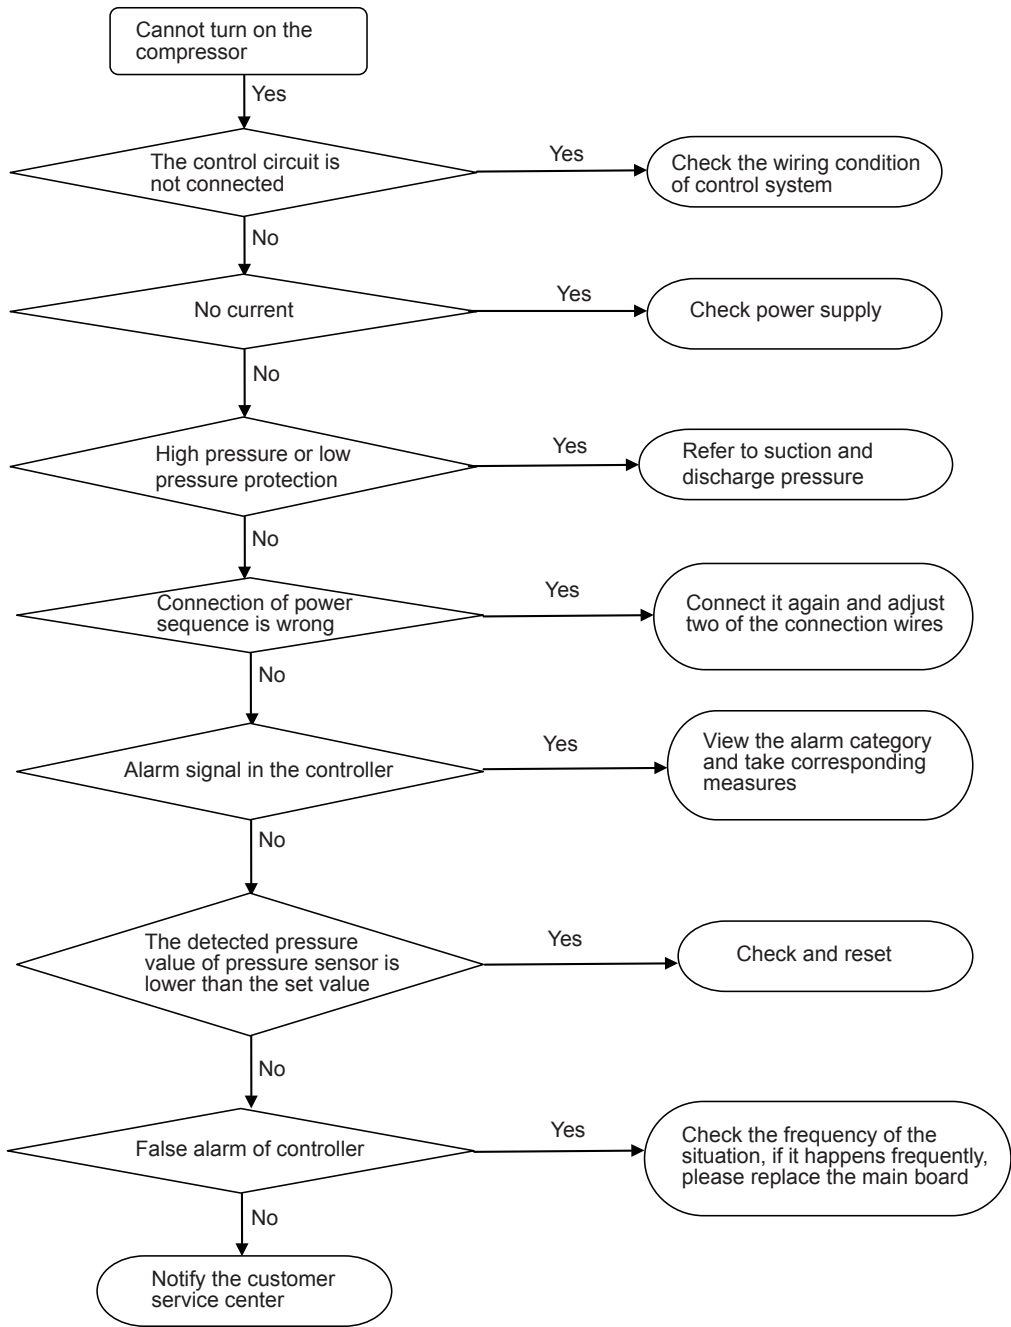 Cannot turn on the
compressor
Yes
The control circuit is
not connected
Yes
Check the wiring condition
of control system
No
No current
Yes
Check power supply
No
High pressure or low
pressure protection
Yes
Refer to suction and
discharge pressure
No
Connection of power
sequence is wrong
Yes
Connect it again and adjust
two of the connection wires
No
Alarm signal in the controller
Yes
View the alarm category
and take corresponding
measures
No
The detected pressure
value of pressure sensor is
lower than the set value
Yes
Check and reset
No
False alarm of controller
Yes
Check the frequency of the
situation, if it happens frequently,
please replace the main board
No
Notify the customer
service center